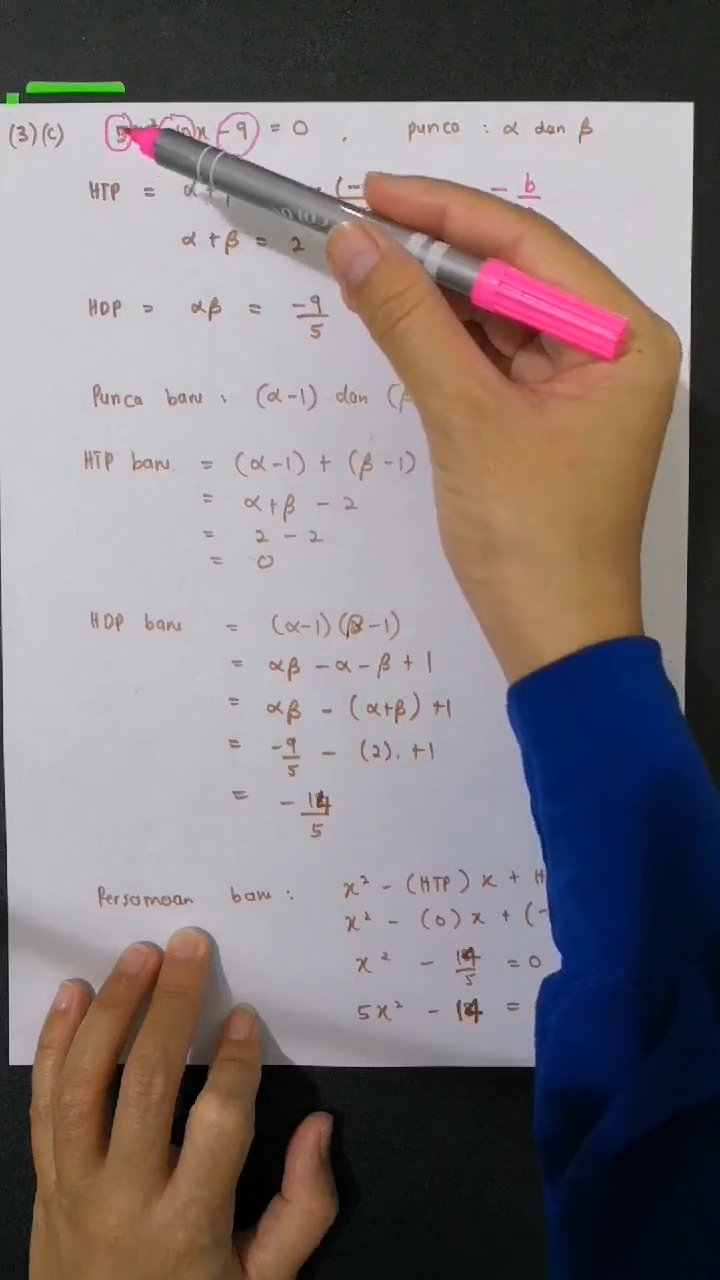 (3)(c) 5 x - 9 = 0 , punca : α dan β
HTP = α + - b
α + β = 2
HDP = αβ = -9/5
Punca baru : (α-1) dan (β
HTP baru = (α-1) + (β-1)
= α+β - 2
= 2 - 2
= 0
HDP baru = (α-1)(β-1)
= αβ - α - β + 1
= αβ - (α+β) +1
= -9/5 - (2). +1
= - 14/5
Persamaan baru : x² - (HTP) x + H
x² - (0) x + (-
x² - 14/5 = 0
5x² - 14 =